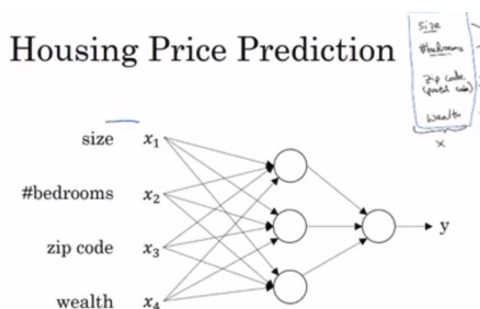 Housing Price Prediction
size
#bedrooms
zip code
(postal code)
wealth
x
size x₁
#bedrooms x₂
zip code x₃
wealth x₄
y